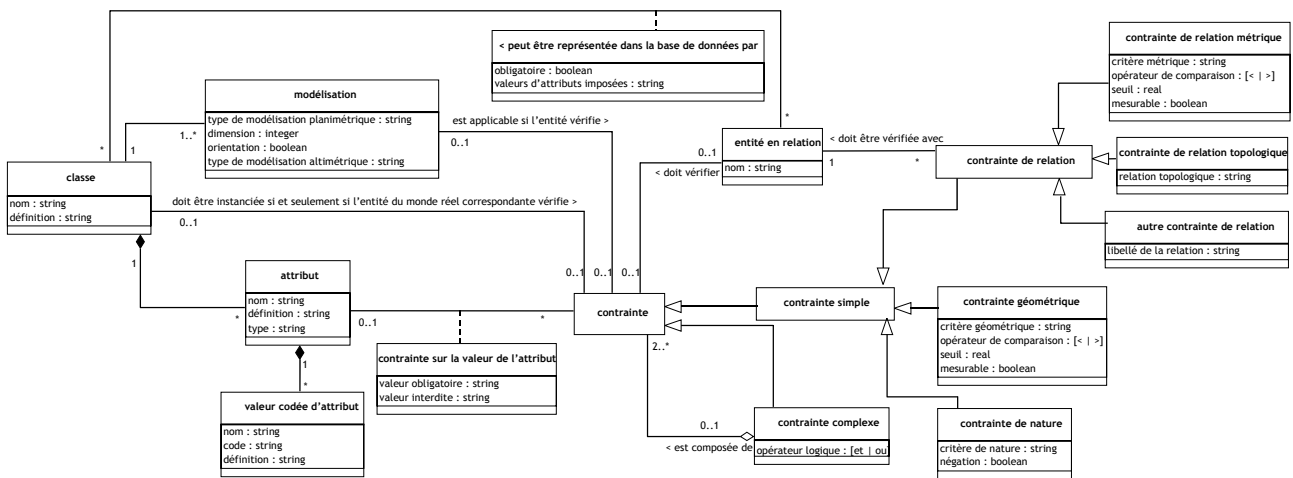 contrainte de relation métrique
critère métrique : string
opérateur de comparaison : [< | >]
seuil : real
mesurable : boolean
< peut être représentée dans la base de données par
obligatoire : boolean
valeurs d'attributs imposées : string
modélisation
type de modélisation planimétrique : string
dimension : integer
orientation : boolean
type de modélisation altimétrique : string
1..*
1
*
est applicable si l'entité vérifie >
0..1
*
entité en relation
nom : string
0..1
< doit vérifier
< doit être vérifiée avec
1
*
contrainte de relation
contrainte de relation topologique
relation topologique : string
autre contrainte de relation
libellé de la relation : string
classe
nom : string
définition : string
doit être instanciée si et seulement si l'entité du monde réel correspondante vérifie >
0..1
1
*
attribut
nom : string
définition : string
type : string
0..1
*
0..1
0..1
0..1
contrainte
contrainte simple
contrainte géométrique
critère géométrique : string
opérateur de comparaison : [< | >]
seuil : real
mesurable : boolean
contrainte sur la valeur de l'attribut
valeur obligatoire : string
valeur interdite : string
1
*
valeur codée d'attribut
nom : string
code : string
définition : string
2..*
0..1
< est composée de
contrainte complexe
opérateur logique : [et | ou
contrainte de nature
critère de nature : string
négation : boolean